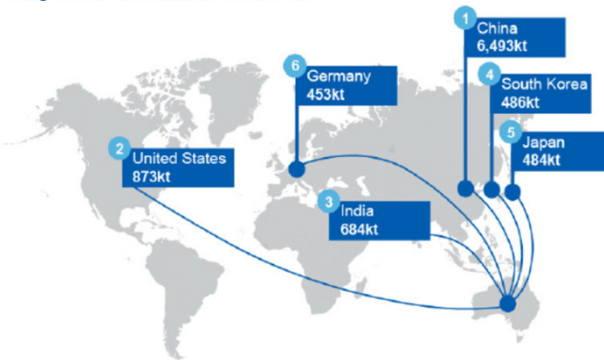 1
China
6,493kt
2
United States
873kt
3
India
684kt
4
South Korea
486kt
5
Japan
484kt
6
Germany
453kt